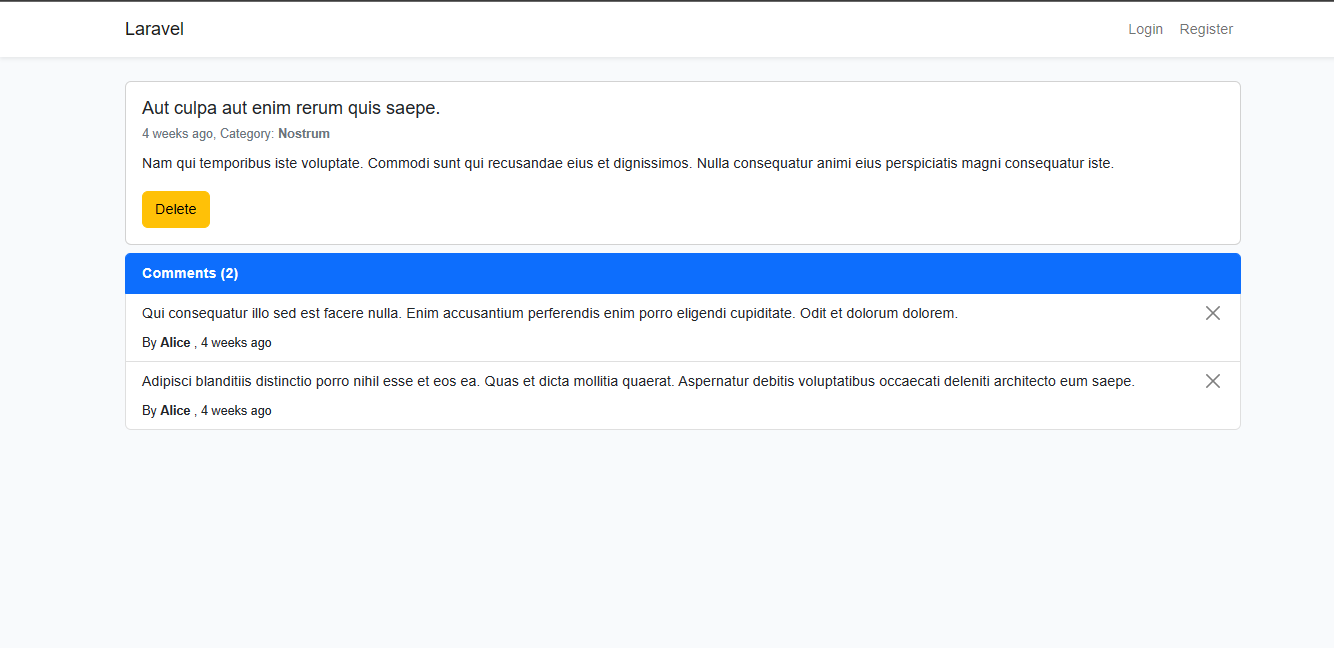 Laravel
Login Register
Aut culpa aut enim rerum quis saepe.
4 weeks ago, Category: Nostrum
Nam qui temporibus iste voluptate. Commodi sunt qui recusandae eius et dignissimos. Nulla consequatur animi eius perspiciatis magni consequatur iste.
Delete
Comments (2)
Qui consequatur illo sed est facere nulla. Enim accusantium perferendis enim porro eligendi cupiditate. Odit et dolorum dolorem.
By Alice , 4 weeks ago
Adipisci blanditiis distinctio porro nihil esse et eos ea. Quas et dicta mollitia quaerat. Aspernatur debitis voluptatibus occaecati deleniti architecto eum saepe.
By Alice , 4 weeks ago